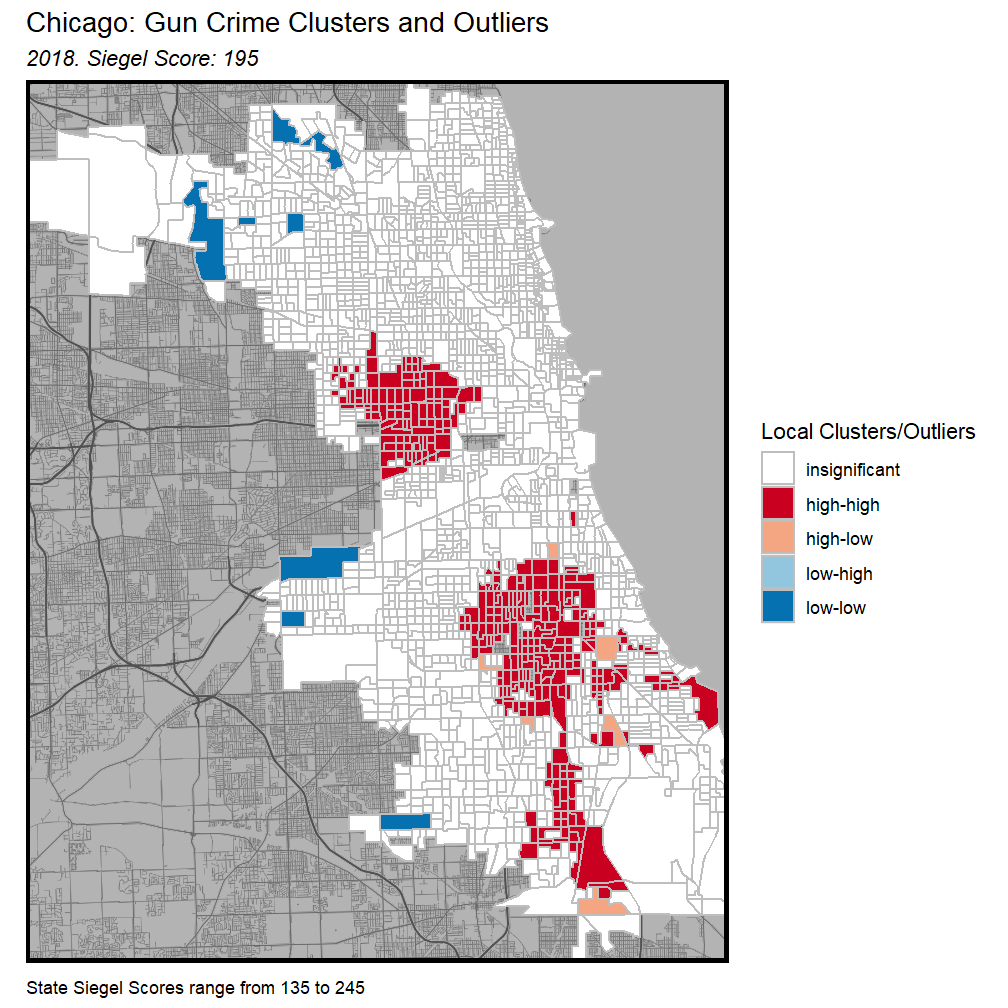 Chicago: Gun Crime Clusters and Outliers
2018. Siegel Score: 195
Local Clusters/Outliers
insignificant
high-high
high-low
low-high
low-low
State Siegel Scores range from 135 to 245